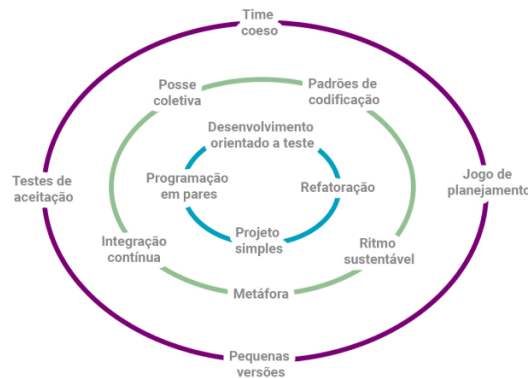 Time
coeso
Posse
coletiva
Padrões de
codificação
Desenvolvimento
orientado a teste
Testes de
aceitação
Programação
em pares
Refatoração
Jogo de
planejamento
Projeto
simples
Integração
contínua
Ritmo
sustentável
Metáfora
Pequenas
versões